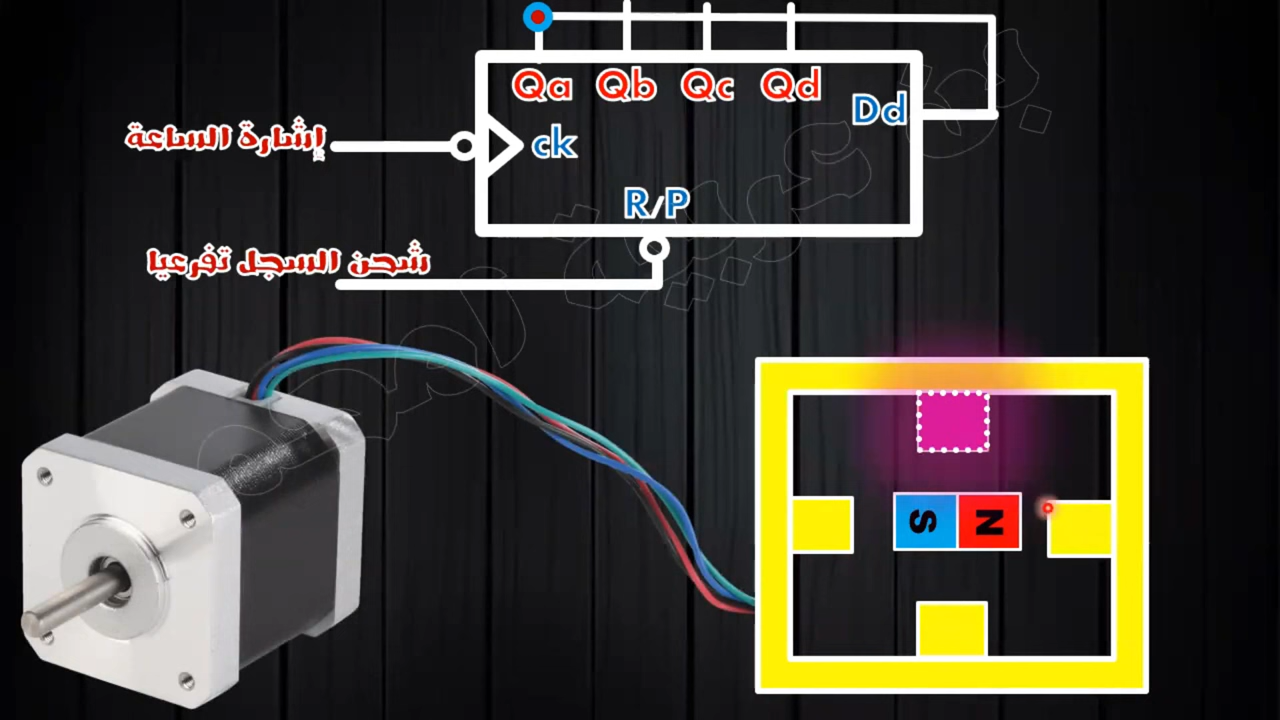 Qa Qb Qc Qd
Dd
إشارة الساعة
ck
R/P
شحن السجل تفرعيا
S N